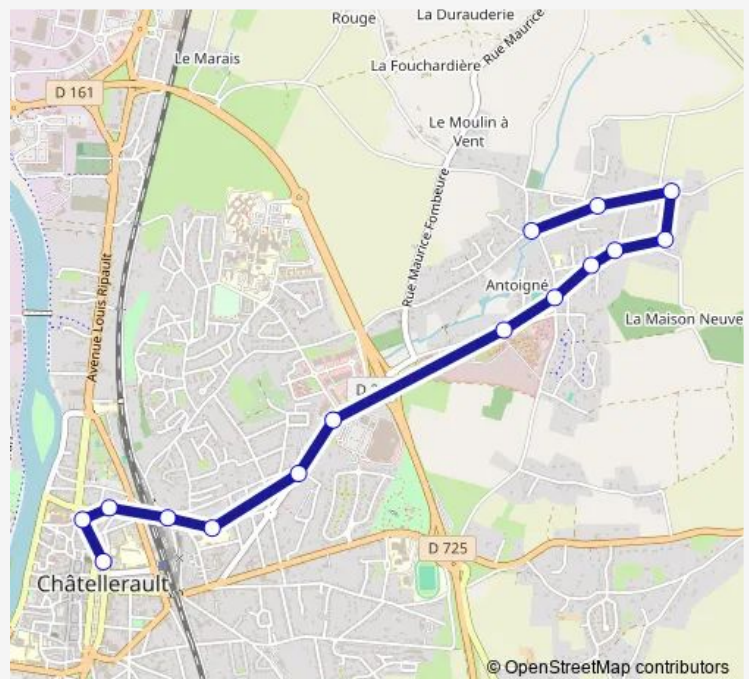 Rouge
La Durauderie
Le Marais
La Fouchardière
Rue Maurice
D 161
Le Moulin à
Vent
Rue Maurice Fombeure
Avenue Louis Ripault
Antoigné
La Maison Neuve
D
D 725
Châtellerault
© OpenStreetMap contributors